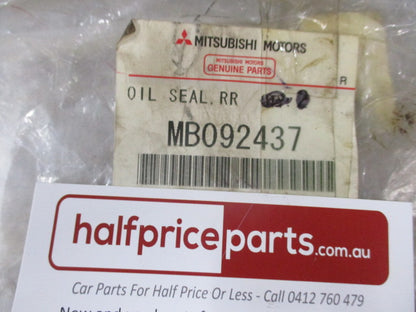 MITSUBISHI MOTORS
MITSUBISHI MOTORS
GENUINE PARTS
R
OIL SEAL, RR
MB092437
halfpriceparts.com.au
Car Parts For Half Price Or Less - Call 0412 760 479